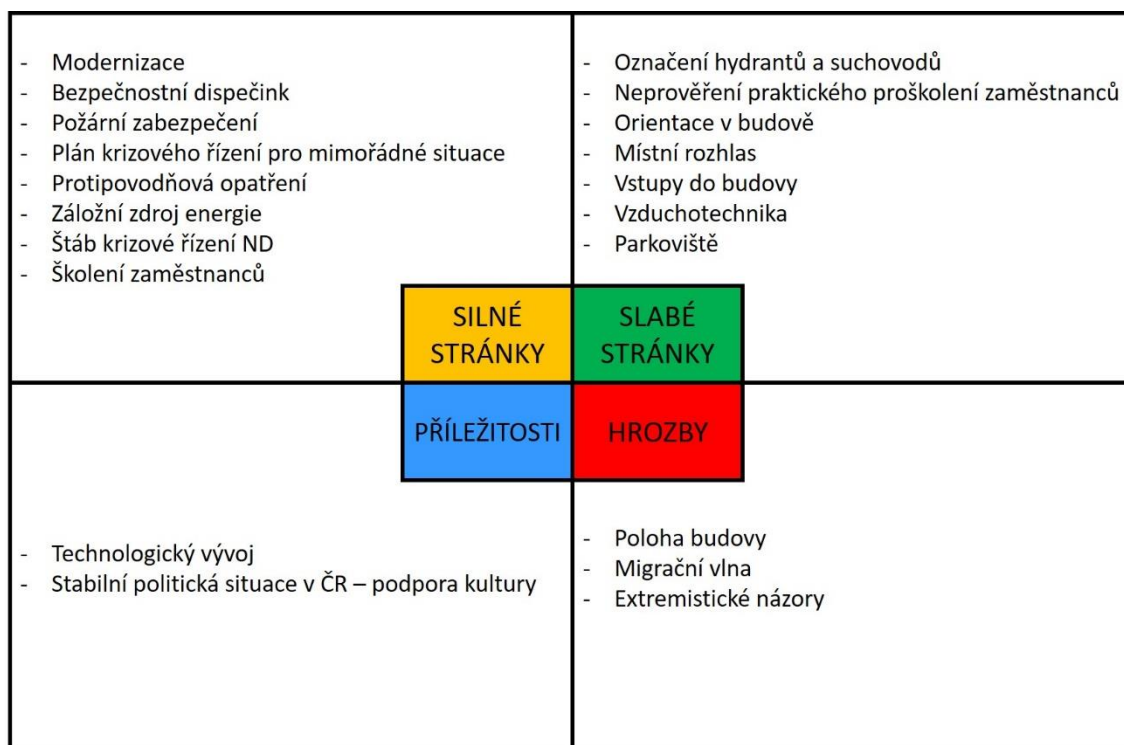 - Modernizace
- Bezpečnostní dispečink
- Požární zabezpečení
- Plán krizového řízení pro mimořádné situace
- Protipovodňová opatření
- Záložní zdroj energie
- Štáb krizové řízení ND
- Školení zaměstnanců
- Označení hydrantů a suchovodů
- Neprověření praktického proškolení zaměstnanců
- Orientace v budově
- Místní rozhlas
- Vstupy do budovy
- Vzduchotechnika
- Parkoviště
SILNÉ
STRÁNKY
SLABÉ
STRÁNKY
PŘÍLEŽITOSTI
HROZBY
- Technologický vývoj
- Stabilní politická situace v ČR – podpora kultury
- Poloha budovy
- Migrační vlna
- Extremistické názory